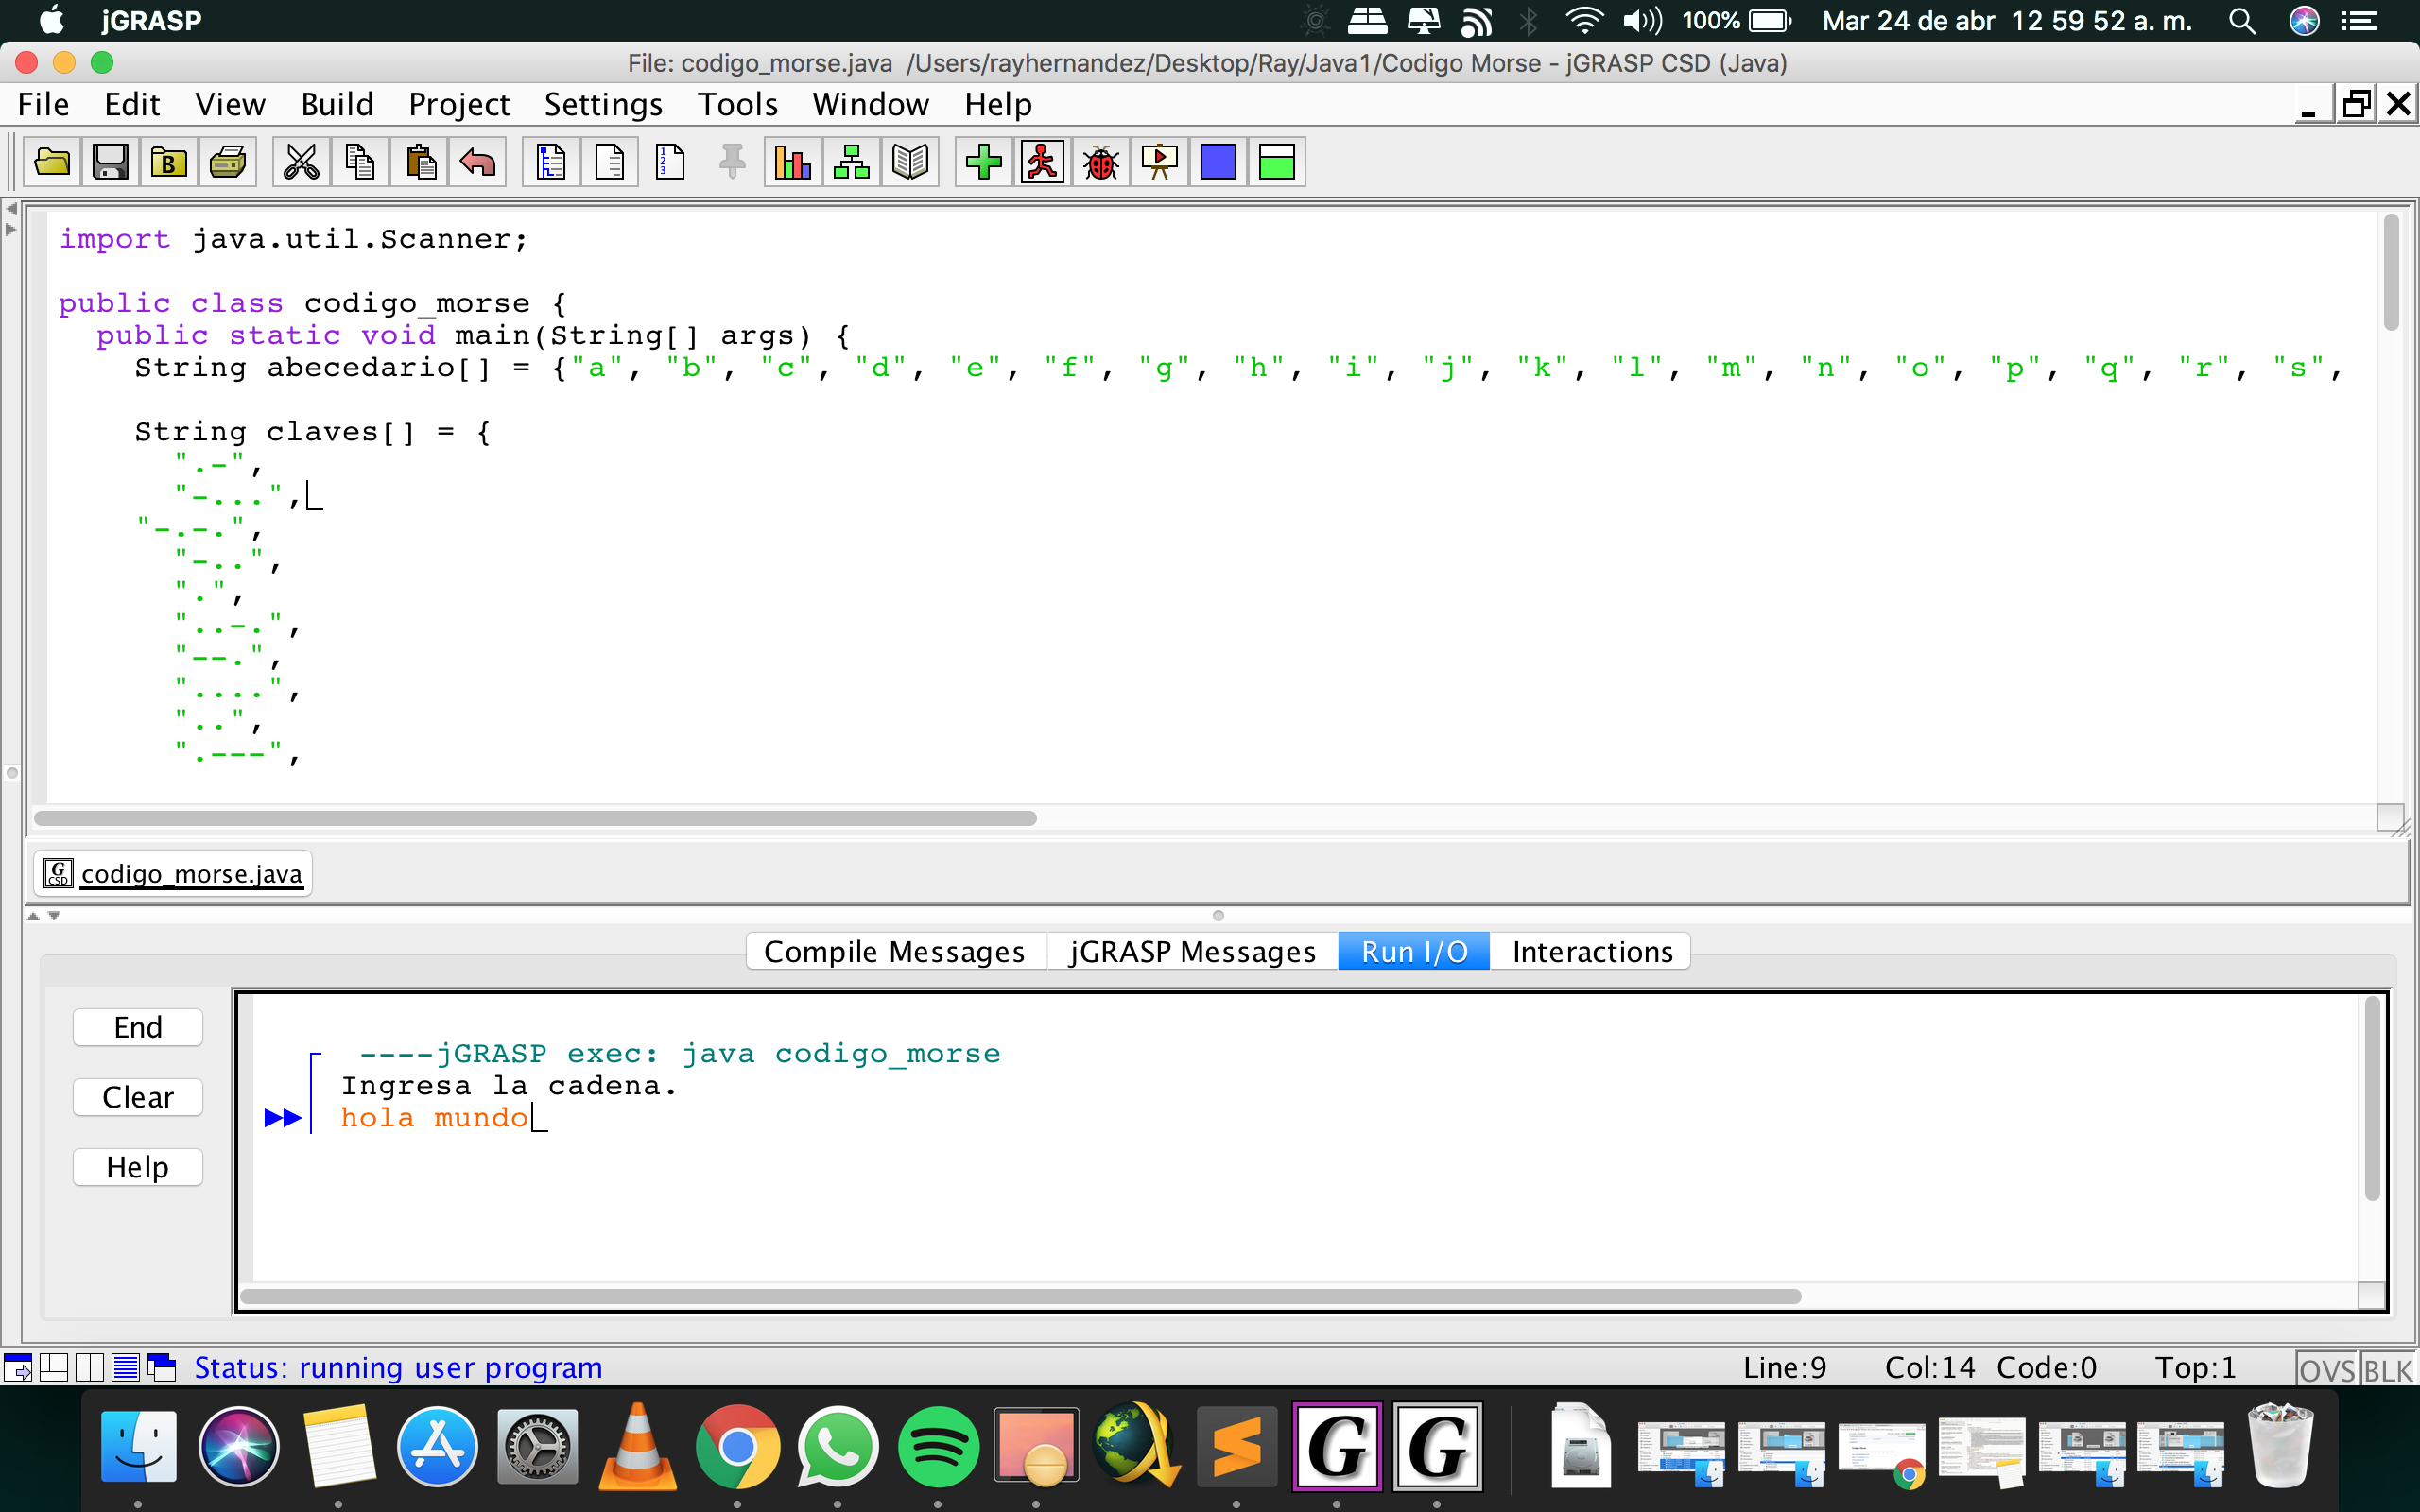 jGRASP 100% Mar 24 de abr 12 59 52 a. m.
File: codigo_morse.java /Users/rayhernandez/Desktop/Ray/Java1/Codigo Morse - jGRASP CSD (Java)
File Edit View Build Project Settings Tools Window Help
import java.util.Scanner;
public class codigo_morse {
public static void main(String[] args) {
String abecedario[] = {"a", "b", "c", "d", "e", "f", "g", "h", "i", "j", "k", "l", "m", "n", "o", "p", "q", "r", "s",
String claves[] = {
".-",
"-...",
"-.-.",
"-..",
".",
"..-.",
"--.",
"....",
"..",
".---",
codigo_morse.java
Compile Messages jGRASP Messages Run I/O Interactions
End
Clear
Help
----jGRASP exec: java codigo_morse
Ingresa la cadena.
hola mundo
Status: running user program Line:9 Col:14 Code:0 Top:1 OVS BLK